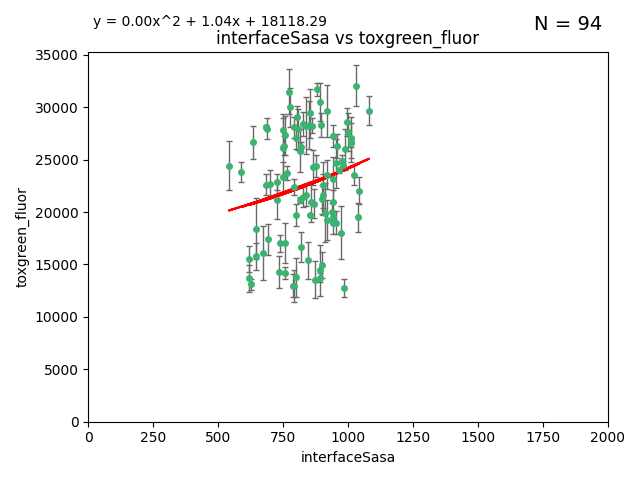 y = 0.00x^2 + 1.04x + 18118.29
N = 94
interfaceSasa vs toxgreen_fluor
35000
30000
25000
20000
15000
10000
5000
0
toxgreen_fluor
0 250 500 750 1000 1250 1500 1750 2000
interfaceSasa